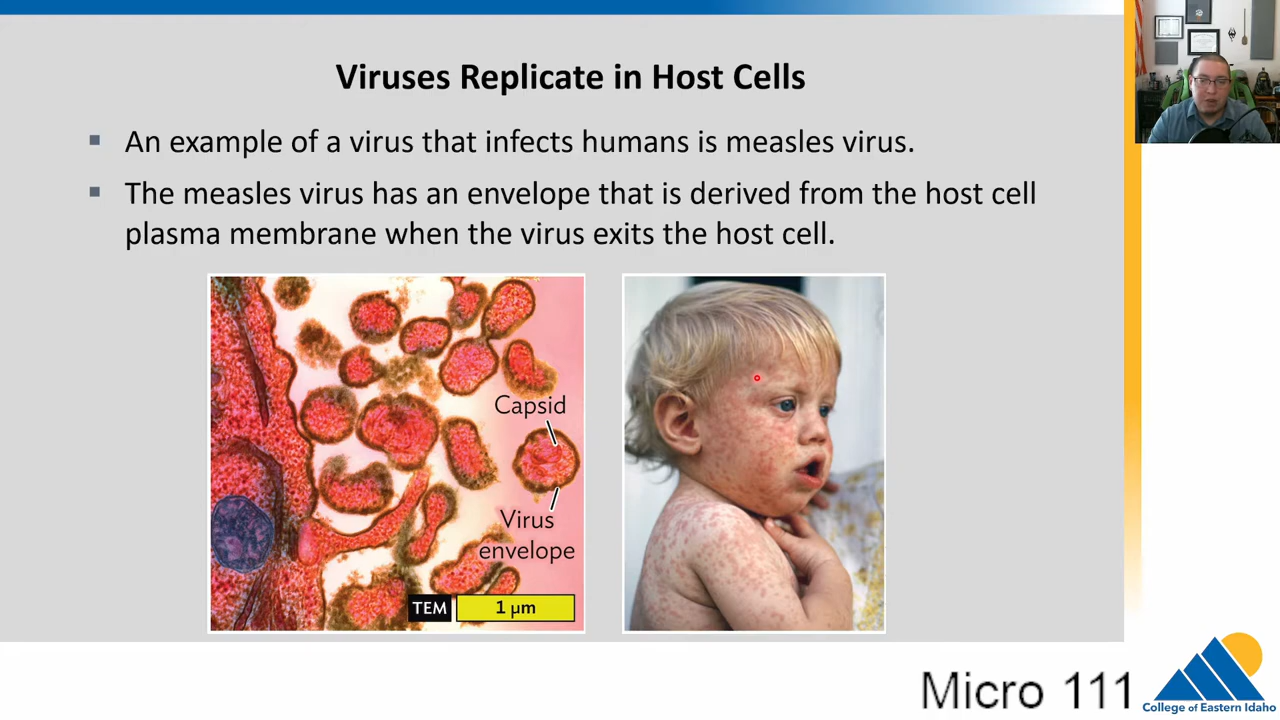 Viruses Replicate in Host Cells
An example of a virus that infects humans is measles virus.
The measles virus has an envelope that is derived from the host cell
plasma membrane when the virus exits the host cell.
Capsid
Virus
envelope
TEM
1 µm
Micro 111
College of Eastern Idaho